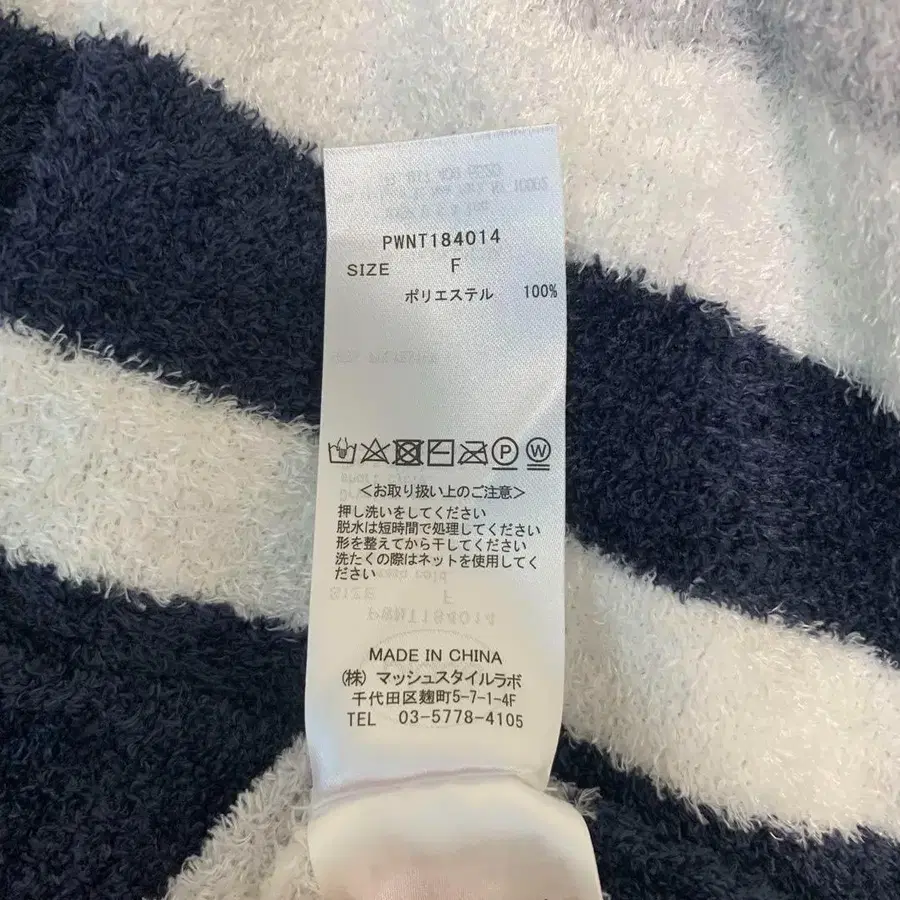 PWNT184014
SIZE F
ポリエステル 100%
P W
<お取り扱い上のご注意>
押し洗いをしてください
脱水は短時間で処理してください
形を整えてから干してください
洗たくの際はネットを使用してく
ださい
MADE IN CHINA
(株) マッシュスタイルラボ
千代田区麹町5-7-1-4F
TEL 03-5778-4105